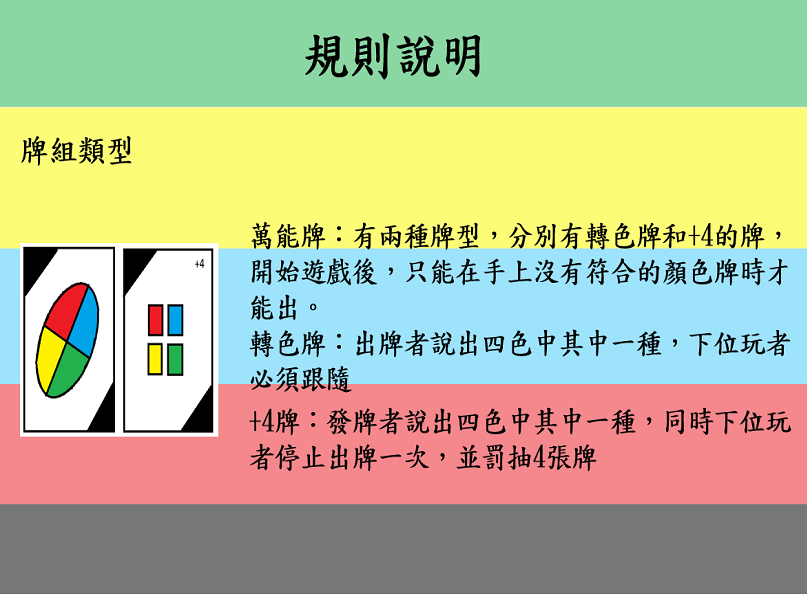 規則說明
牌組類型
+4
萬能牌：有兩種牌型，分別有轉色牌和+4的牌，
開始遊戲後，只能在手上沒有符合的顏色牌時才
能出。
轉色牌：出牌者說出四色中其中一種，下位玩者
必須跟隨
+4牌：發牌者說出四色中其中一種，同時下位玩
者停止出牌一次，並罰抽4張牌